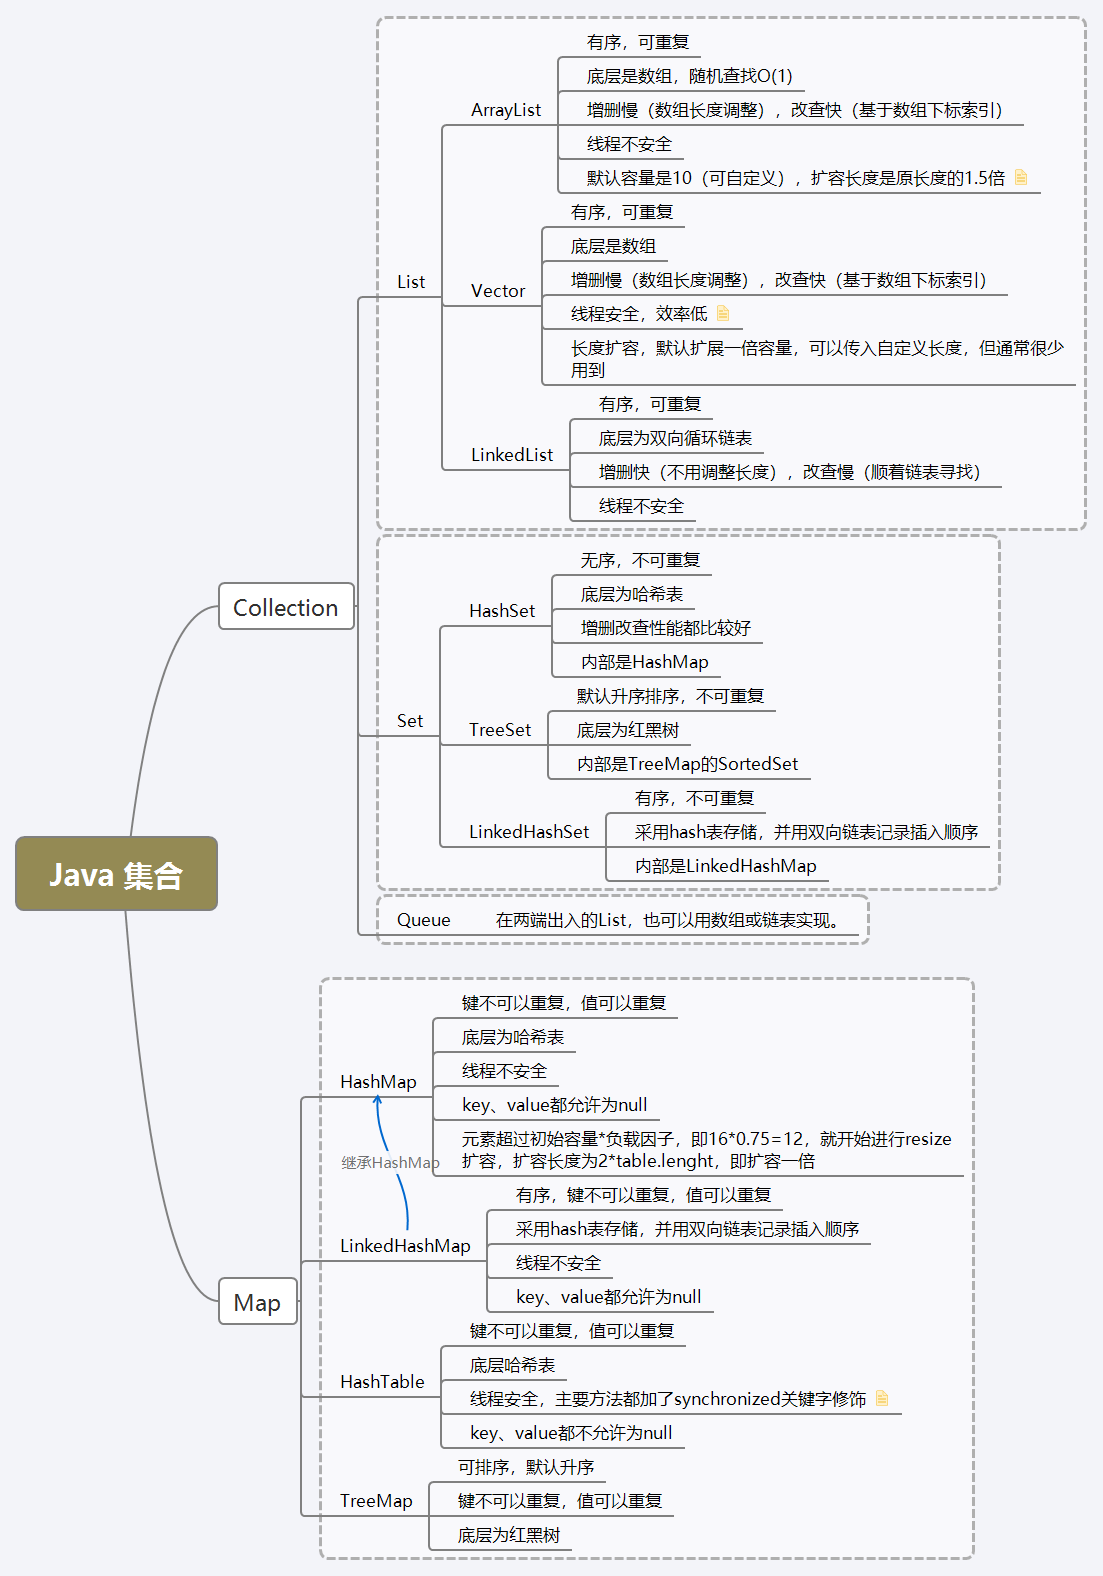 Java 集合
Collection
List
ArrayList
有序，可重复
底层是数组，随机查找O(1)
增删慢（数组长度调整），改查快（基于数组下标索引）
线程不安全
默认容量是10（可自定义），扩容长度是原长度的1.5倍
Vector
有序，可重复
底层是数组
增删慢（数组长度调整），改查快（基于数组下标索引）
线程安全，效率低
长度扩容，默认扩展一倍容量，可以传入自定义长度，但通常很少
用到
LinkedList
有序，可重复
底层为双向循环链表
增删快（不用调整长度），改查慢（顺着链表寻找）
线程不安全
Set
HashSet
无序，不可重复
底层为哈希表
增删改查性能都比较好
内部是HashMap
TreeSet
默认升序排序，不可重复
底层为红黑树
内部是TreeMap的SortedSet
LinkedHashSet
有序，不可重复
采用hash表存储，并用双向链表记录插入顺序
内部是LinkedHashMap
Queue
在两端出入的List，也可以用数组或链表实现。
Map
HashMap
键不可以重复，值可以重复
底层为哈希表
线程不安全
key、value都允许为null
元素超过初始容量*负载因子，即16*0.75=12，就开始进行resize
扩容，扩容长度为2*table.lenght，即扩容一倍
继承HashMap
LinkedHashMap
有序，键不可以重复，值可以重复
采用hash表存储，并用双向链表记录插入顺序
线程不安全
key、value都允许为null
HashTable
键不可以重复，值可以重复
底层哈希表
线程安全，主要方法都加了synchronized关键字修饰
key、value都不允许为null
TreeMap
可排序，默认升序
键不可以重复，值可以重复
底层为红黑树